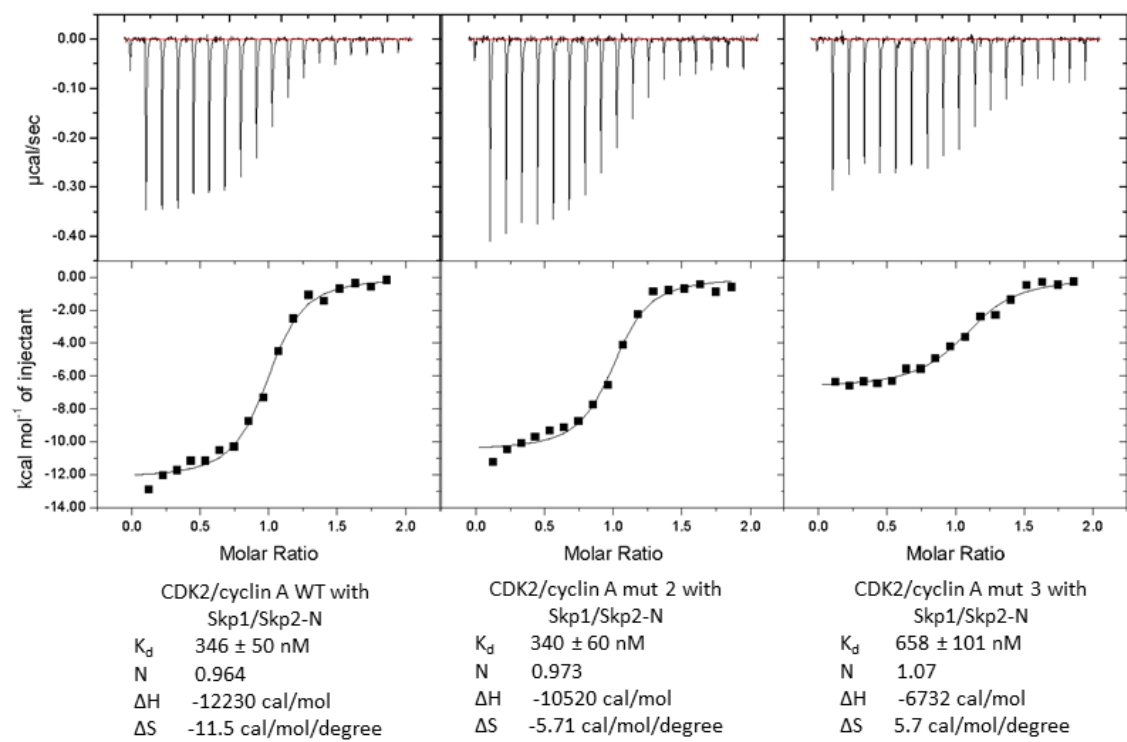 0.00
-0.10
-0.20
-0.30
-0.40
µcal/sec
0.00
-2.00
-4.00
-6.00
-8.00
-10.00
-12.00
-14.00
kcal mol⁻¹ of injectant
0.0 0.5 1.0 1.5 2.0
0.0 0.5 1.0 1.5 2.0
0.0 0.5 1.0 1.5 2.0
Molar Ratio
Molar Ratio
Molar Ratio
CDK2/cyclin A WT with
Skp1/Skp2-N
Kd 346 ± 50 nM
N 0.964
ΔH -12230 cal/mol
ΔS -11.5 cal/mol/degree
CDK2/cyclin A mut 2 with
Skp1/Skp2-N
Kd 340 ± 60 nM
N 0.973
ΔH -10520 cal/mol
ΔS -5.71 cal/mol/degree
CDK2/cyclin A mut 3 with
Skp1/Skp2-N
Kd 658 ± 101 nM
N 1.07
ΔH -6732 cal/mol
ΔS 5.7 cal/mol/degree